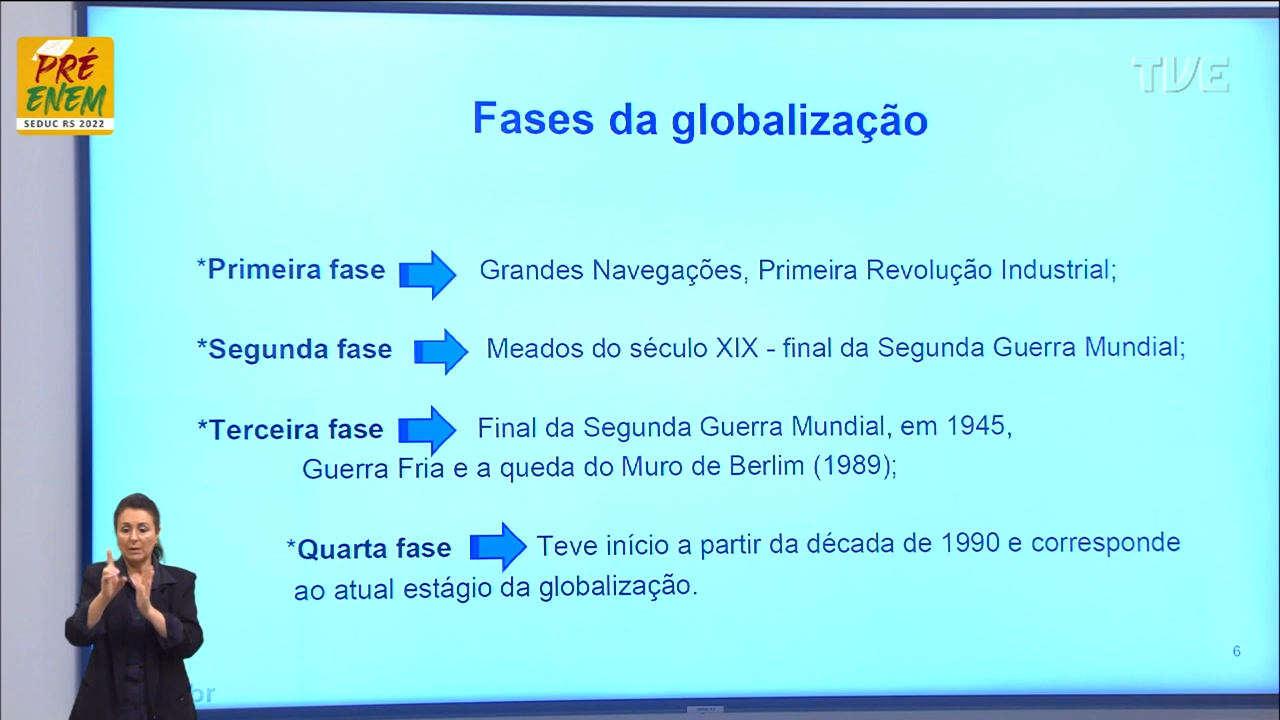 PRÉ
ENEM
SEDUC RS 2022
TVE
Fases da globalização
*Primeira fase Grandes Navegações, Primeira Revolução Industrial;
*Segunda fase Meados do século XIX - final da Segunda Guerra Mundial;
*Terceira fase Final da Segunda Guerra Mundial, em 1945,
Guerra Fria e a queda do Muro de Berlim (1989);
*Quarta fase Teve início a partir da década de 1990 e corresponde
ao atual estágio da globalização.
6
br